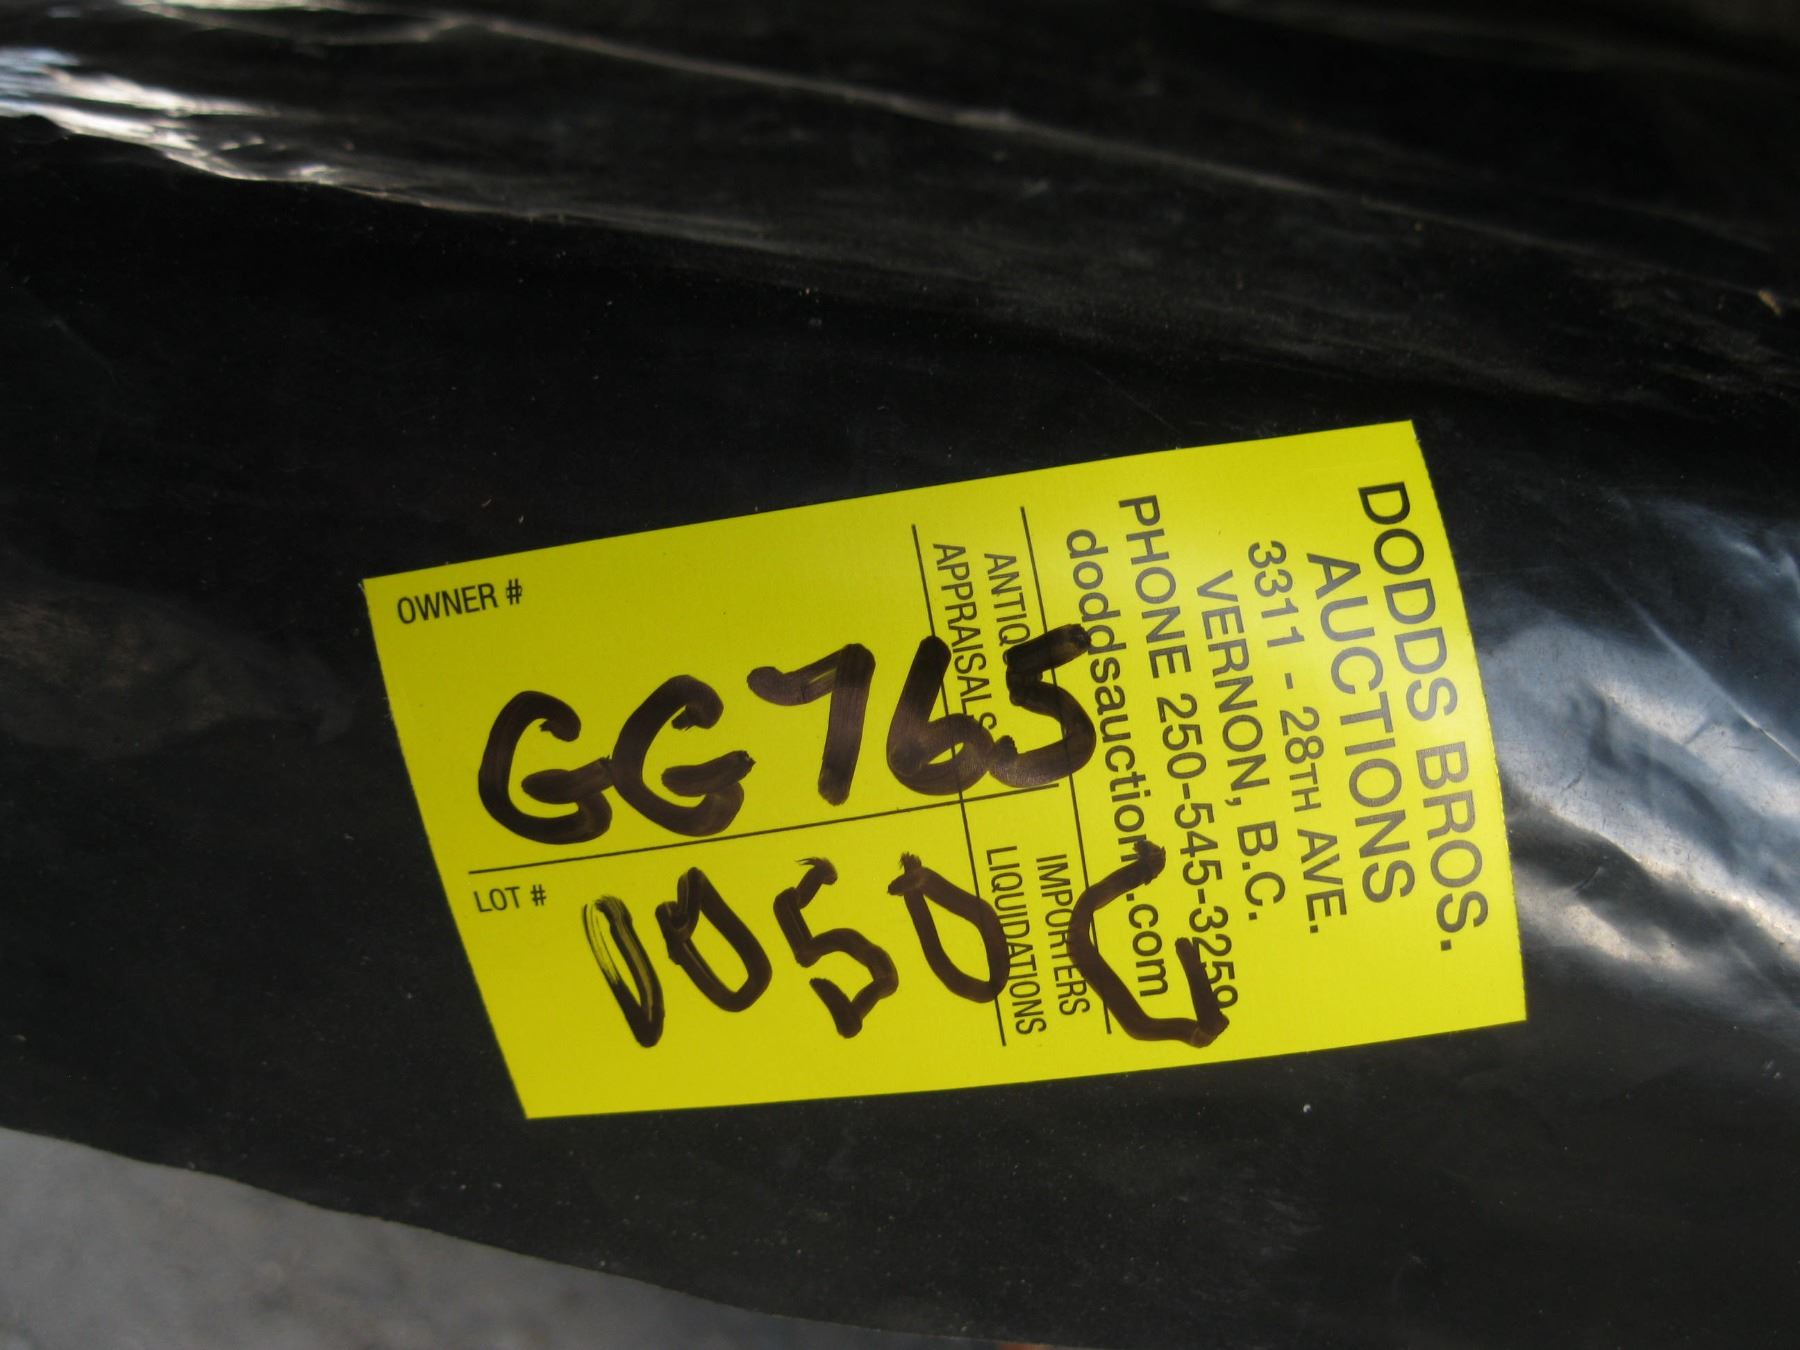 DODDS BROS.
AUCTIONS
3311 - 28TH AVE.
VERNON, B.C.
PHONE 250-545-3259
doddsauction.com
IMPORTERS
APPRAISALS LIQUIDATIONS
OWNER #
GG765
LOT #
1050C